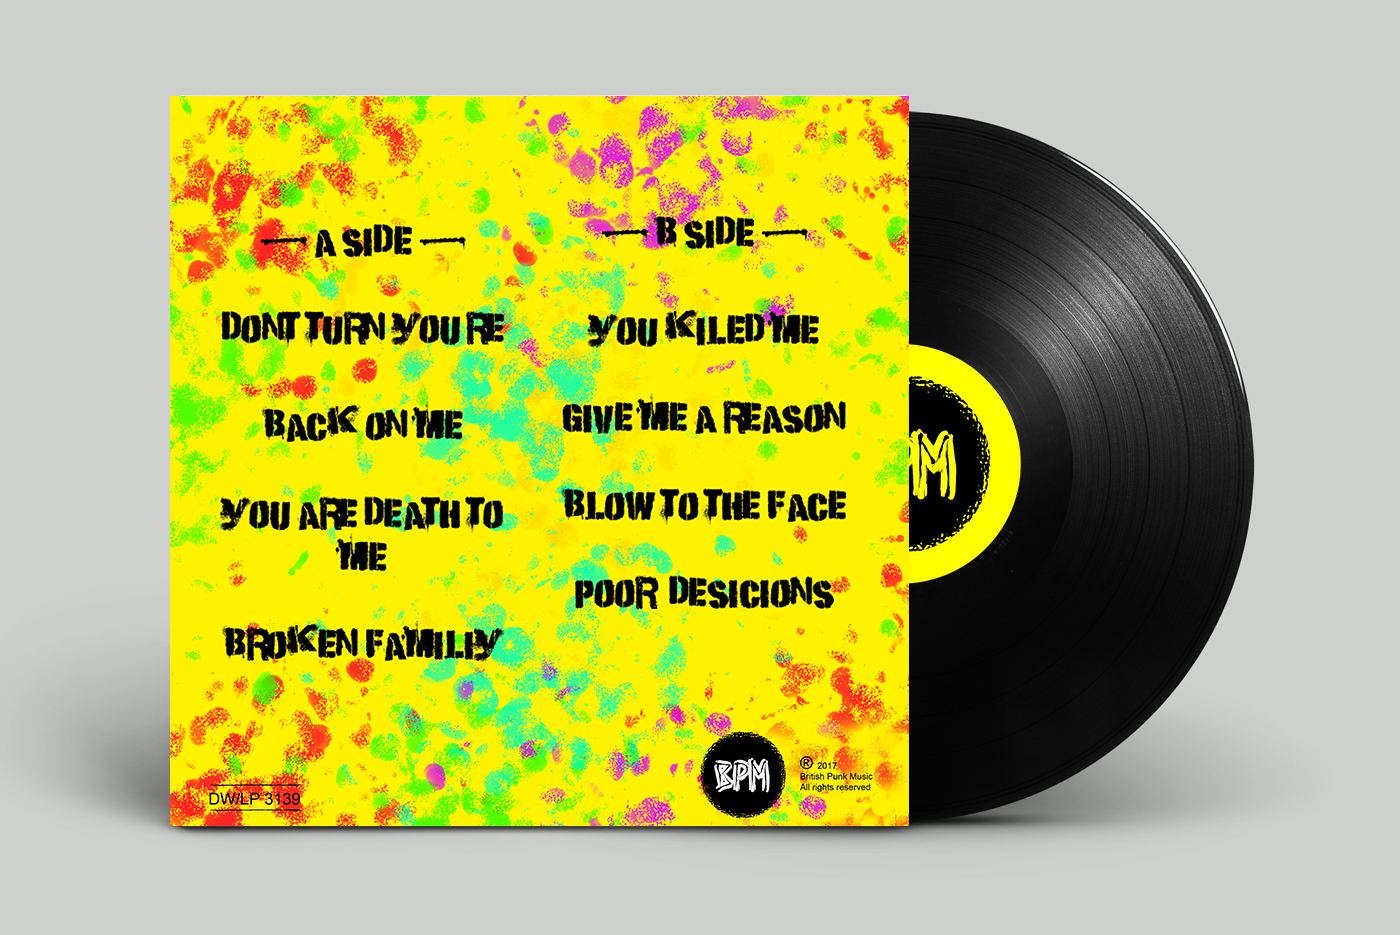 A SIDE
DONT TURN YOU RE
BACK ON ME
YOU ARE DEATH TO
ME
BROKEN FAMILIY
B SIDE
YOU KILED ME
GIVE ME A REASON
BLOW TO THE FACE
POOR DESICIONS
DW/LP 3139
BPM
® 2017
British Punk Music
All rights reserved
PM